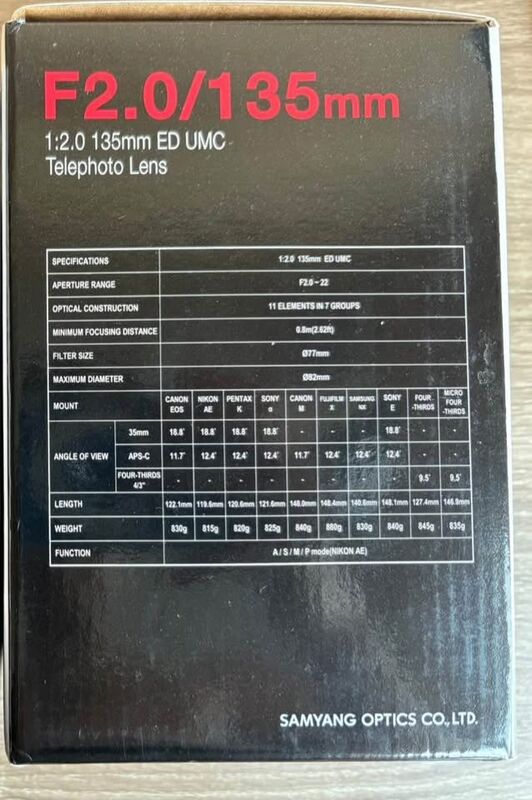 F2.0/135mm
1:2.0 135mm ED UMC
Telephoto Lens
SPECIFICATIONS 1:2.0 135mm ED UMC
APERTURE RANGE F2.0~22
OPTICAL CONSTRUCTION 11 ELEMENTS IN 7 GROUPS
MINIMUM FOCUSING DISTANCE 0.8m(2.62ft)
FILTER SIZE Ø77mm
MAXIMUM DIAMETER Ø82mm
MOUNT CANON EOS NIKON AE PENTAX K SONY α CANON M FUJIFILM X SAMSUNG NX SONY E FOUR -THIRDS MICRO FOUR -THIRDS
ANGLE OF VIEW 35mm 18.8˚ 18.8˚ 18.8˚ 18.8˚ - - - 18.8˚ - -
APS-C 11.7˚ 12.4˚ 12.4˚ 12.4˚ 11.7˚ 12.4˚ 12.4˚ 12.4˚ - -
FOUR-THIRDS 4/3" - - - - - - - - 9.5˚ 9.5˚
LENGTH 122.1mm 119.6mm 120.6mm 121.6mm 148.0mm 148.4mm 140.6mm 148.1mm 127.4mm 146.9mm
WEIGHT 830g 815g 820g 825g 840g 880g 830g 840g 845g 835g
FUNCTION A / S / M / P mode(NIKON AE)
SAMYANG OPTICS CO., LTD.